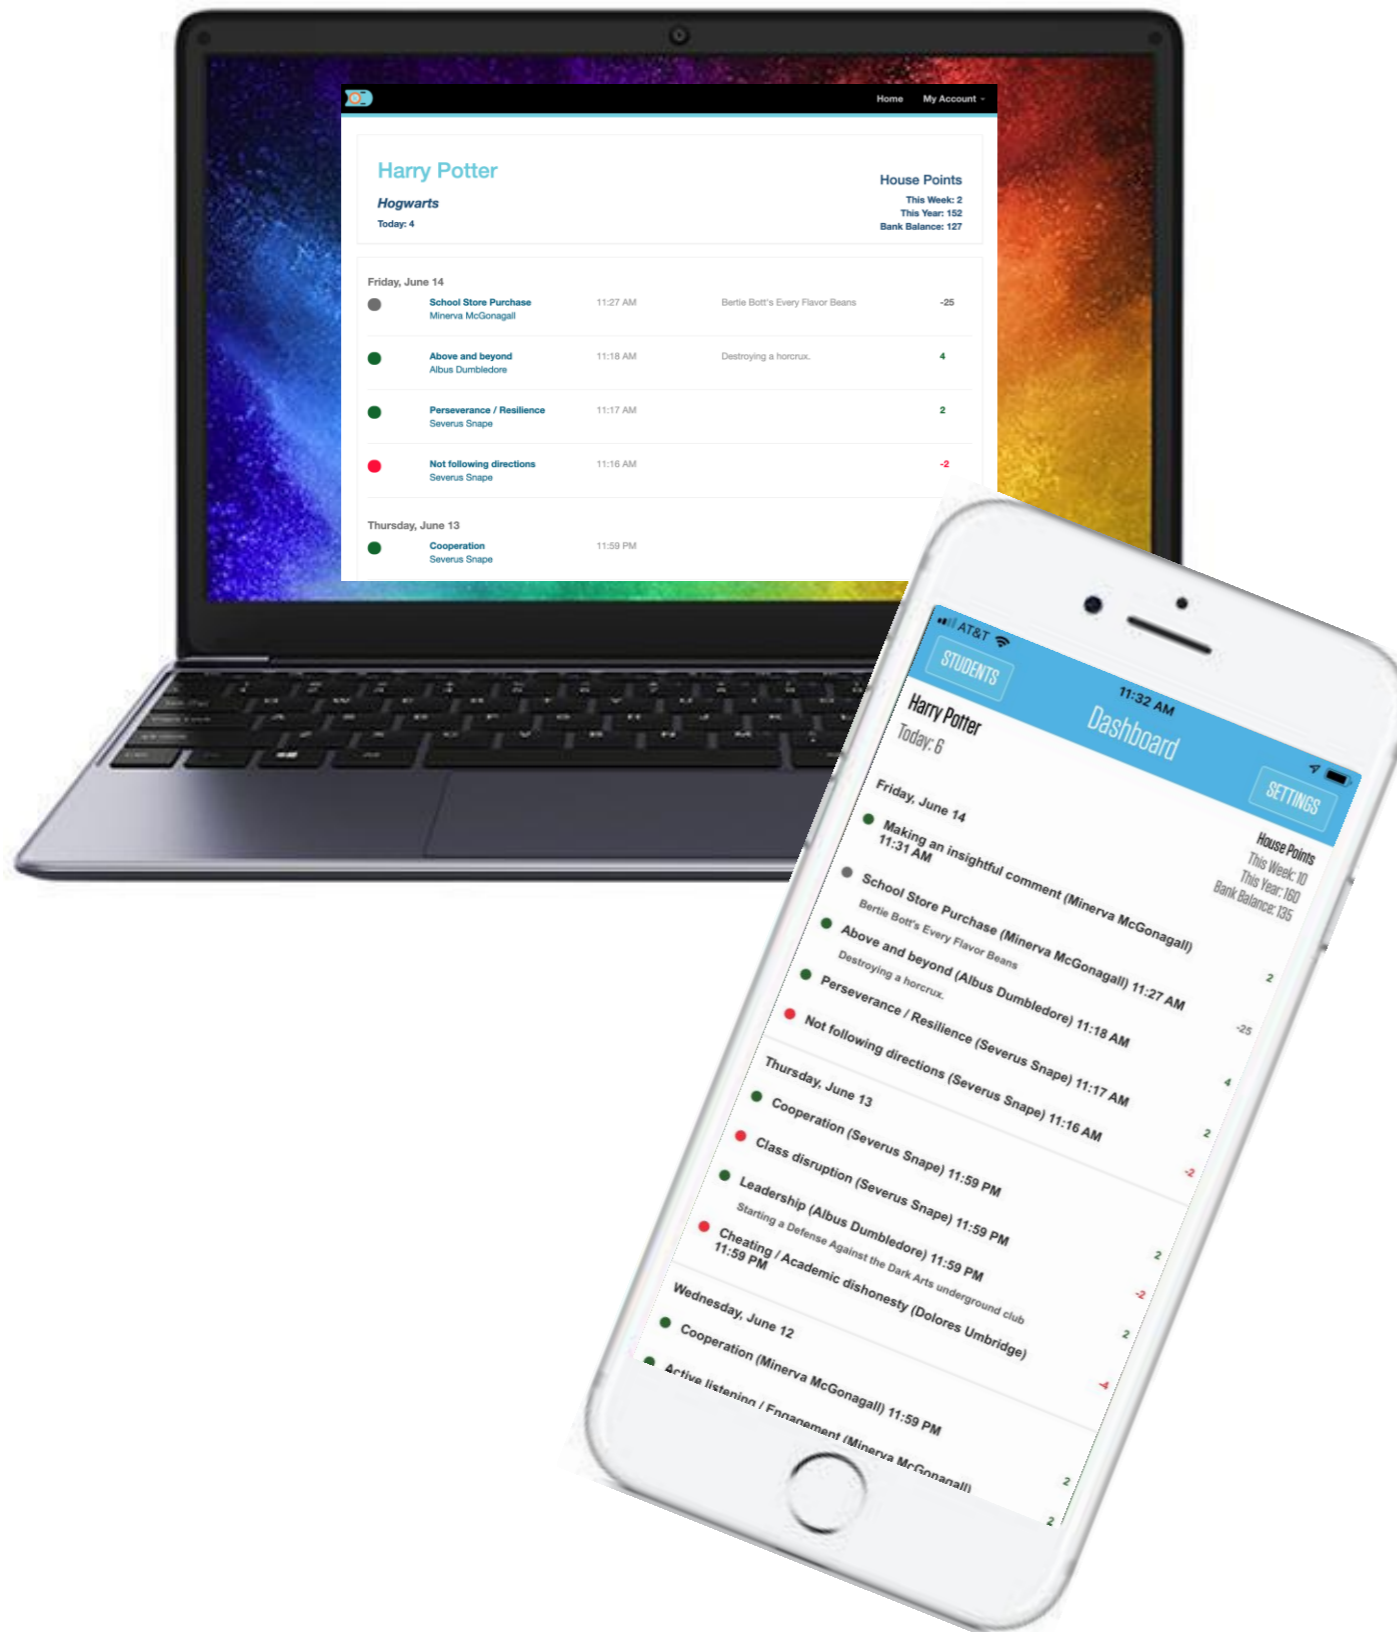 Home My Account
Harry Potter
Hogwarts
Today: 4
House Points
This Week: 2
This Year: 152
Bank Balance: 127
Friday, June 14
School Store Purchase 11:27 AM Bertie Bott's Every Flavor Beans -25
Minerva McGonagall
Above and beyond 11:18 AM Destroying a horcrux. 4
Albus Dumbledore
Perseverance / Resilience 11:17 AM 2
Severus Snape
Not following directions 11:16 AM -2
Severus Snape
Thursday, June 13
Cooperation 11:59 PM
Severus Snape
AT&T 11:32 AM
STUDENTS Dashboard SETTINGS
Harry Potter
Today: 6
House Points
This Week: 10
This Year: 160
Bank Balance: 135
Friday, June 14
Making an insightful comment (Minerva McGonagall)
11:31 AM 2
School Store Purchase (Minerva McGonagall) 11:27 AM -25
Bertie Bott's Every Flavor Beans
Above and beyond (Albus Dumbledore) 11:18 AM 4
Destroying a horcrux.
Perseverance / Resilience (Severus Snape) 11:17 AM 2
Not following directions (Severus Snape) 11:16 AM -2
Thursday, June 13
Cooperation (Severus Snape) 11:59 PM 2
Class disruption (Severus Snape) 11:59 PM -2
Leadership (Albus Dumbledore) 11:59 PM 2
Starting a Defense Against the Dark Arts underground club
Cheating / Academic dishonesty (Dolores Umbridge)
11:59 PM -4
Wednesday, June 12
Cooperation (Minerva McGonagall) 11:59 PM 2
Active listening / Engagement (Minerva McGonagall) 2